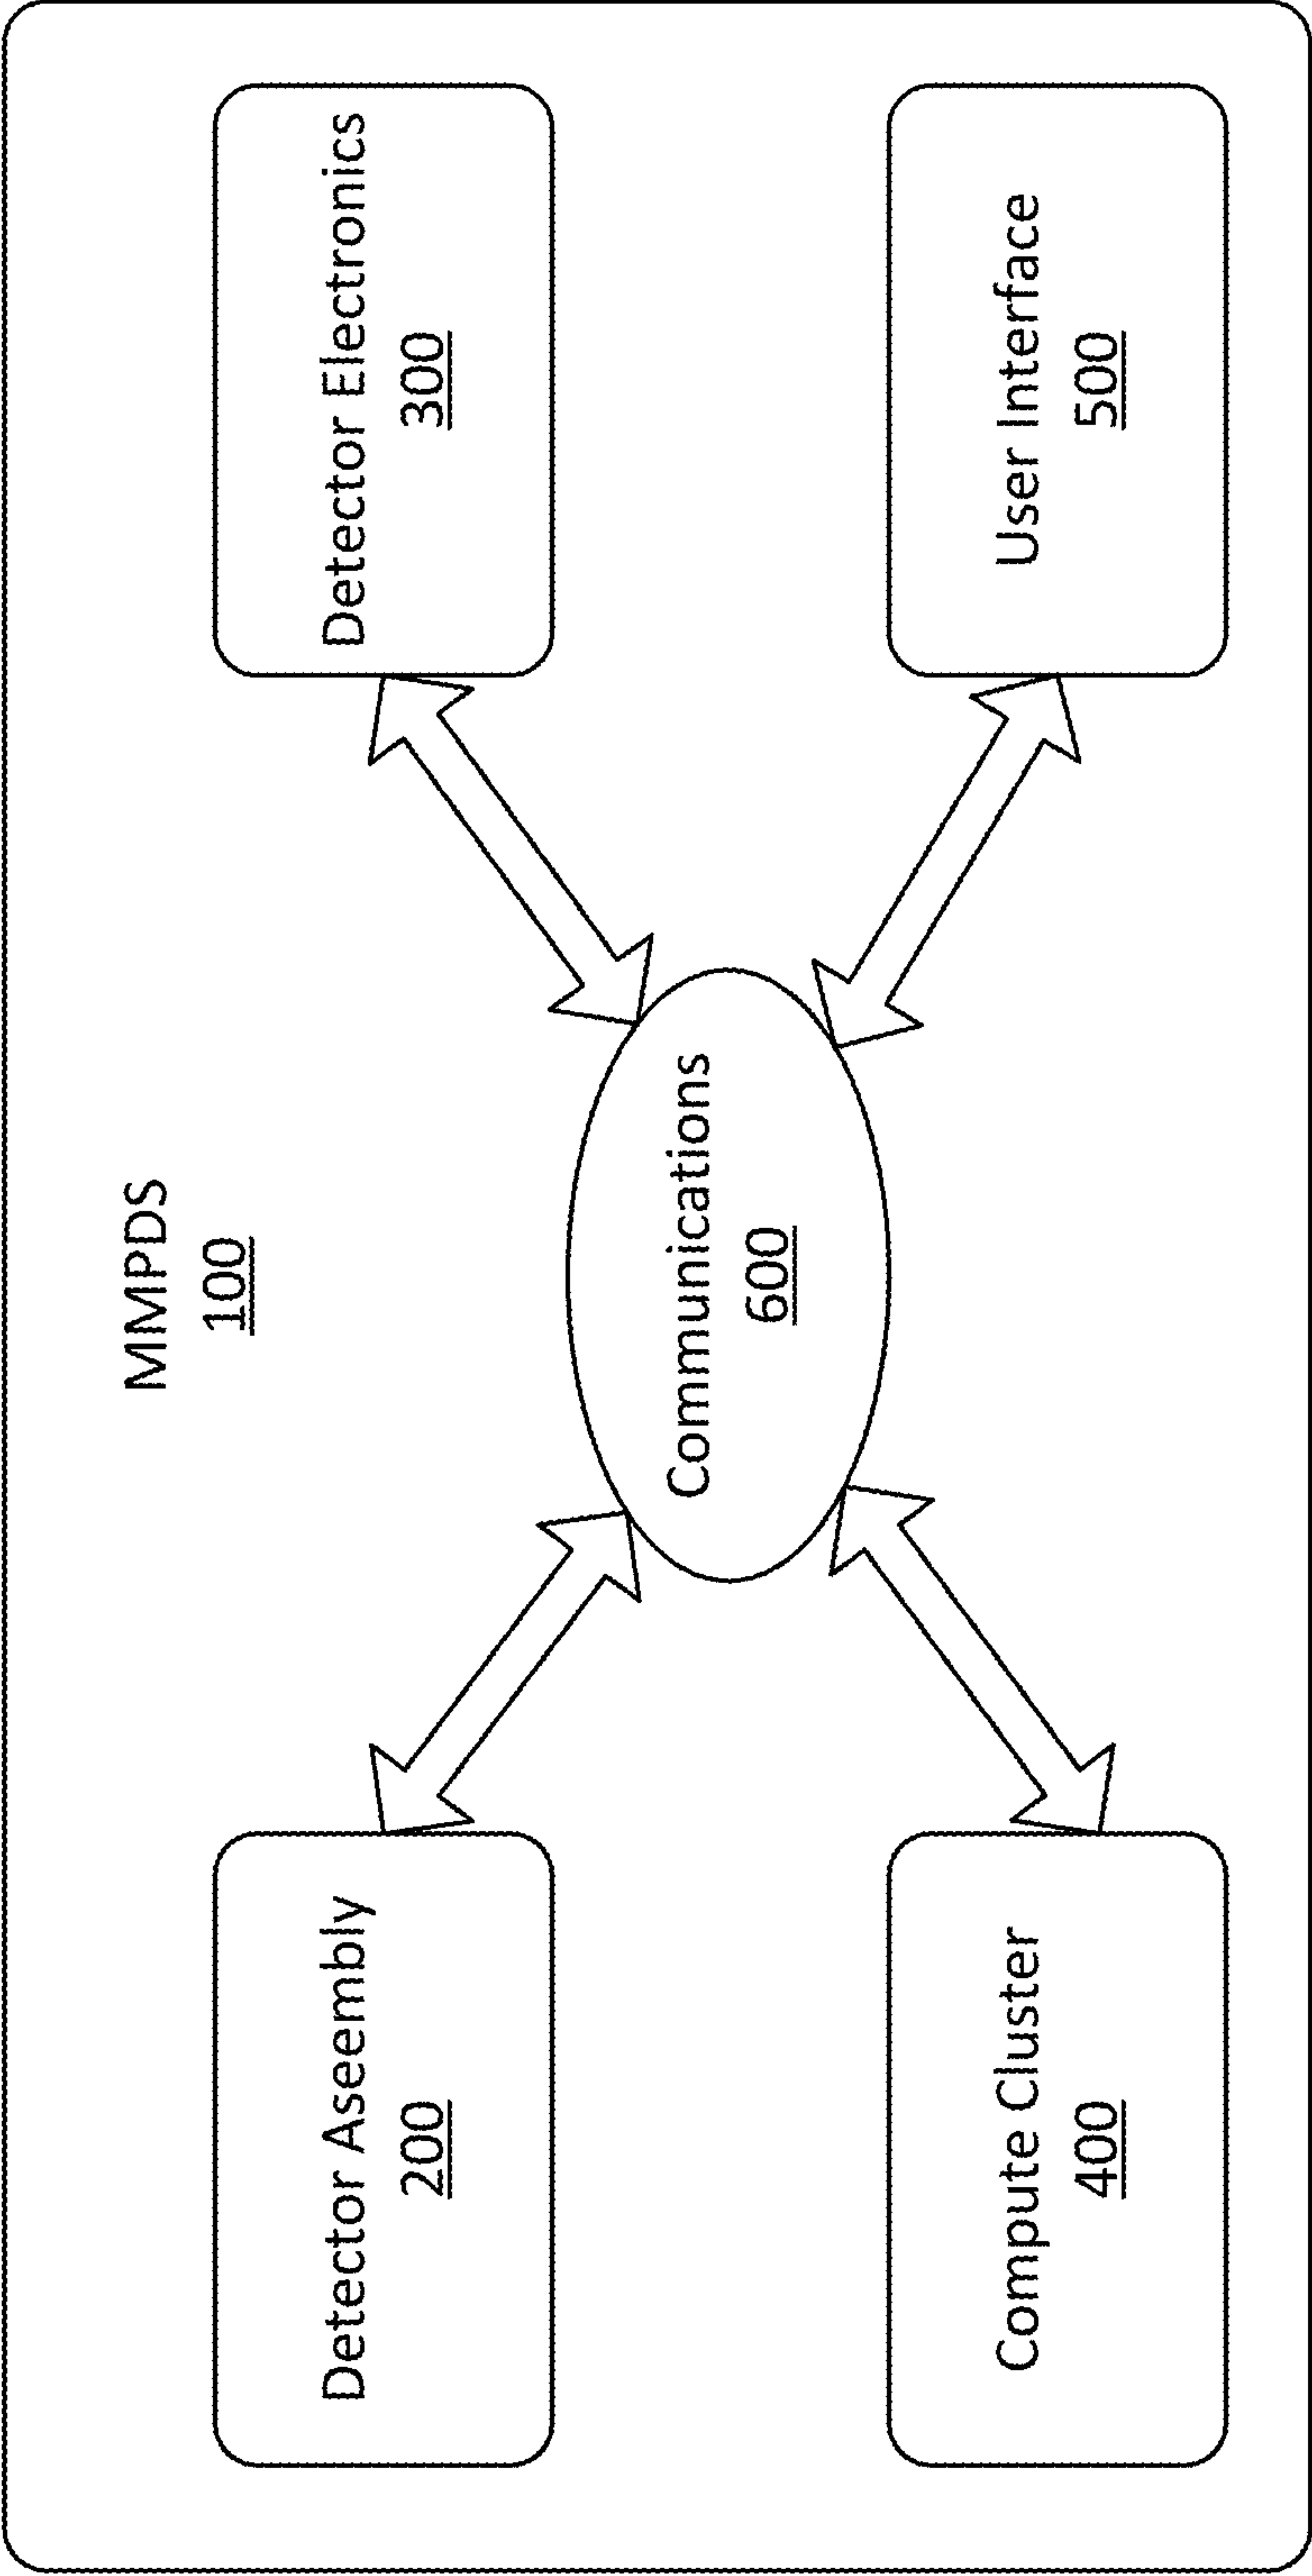 MMPDS
100
Detector Aseembly
200
Detector Electronics
300
Communications
600
Compute Cluster
400
User Interface
500